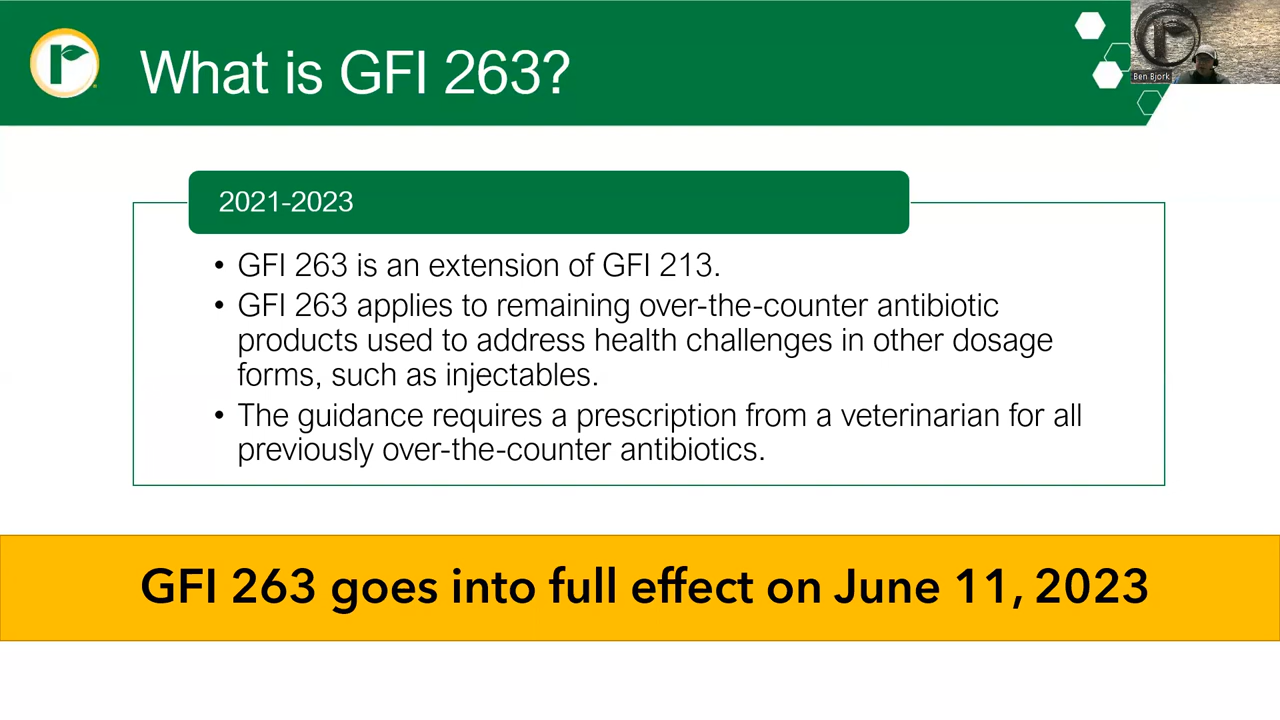 r
What is GFI 263?
Ben Bjork
2021-2023
• GFI 263 is an extension of GFI 213.
• GFI 263 applies to remaining over-the-counter antibiotic
products used to address health challenges in other dosage
forms, such as injectables.
• The guidance requires a prescription from a veterinarian for all
previously over-the-counter antibiotics.
GFI 263 goes into full effect on June 11, 2023